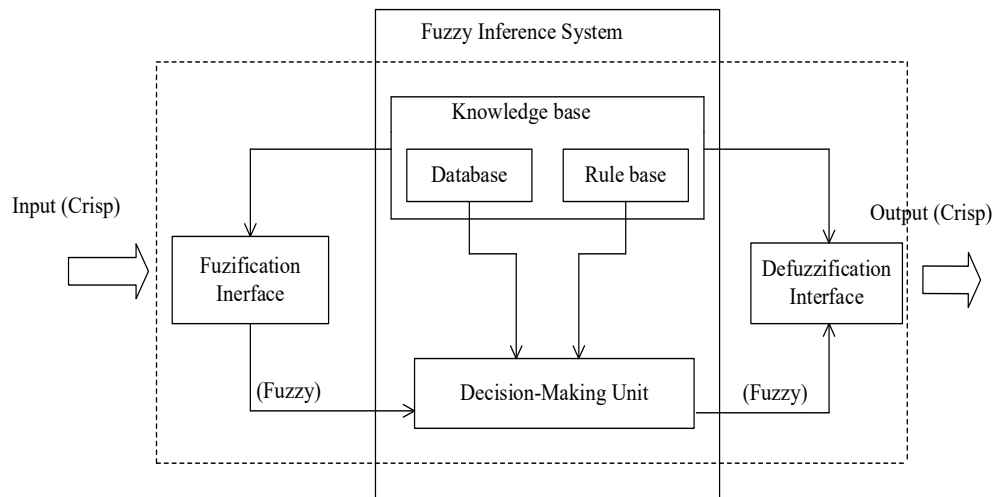 Fuzzy Inference System
Knowledge base
Database
Rule base
Input (Crisp)
Output (Crisp)
Fuzification
Inerface
Defuzzification
Interface
(Fuzzy)
Decision-Making Unit
(Fuzzy)